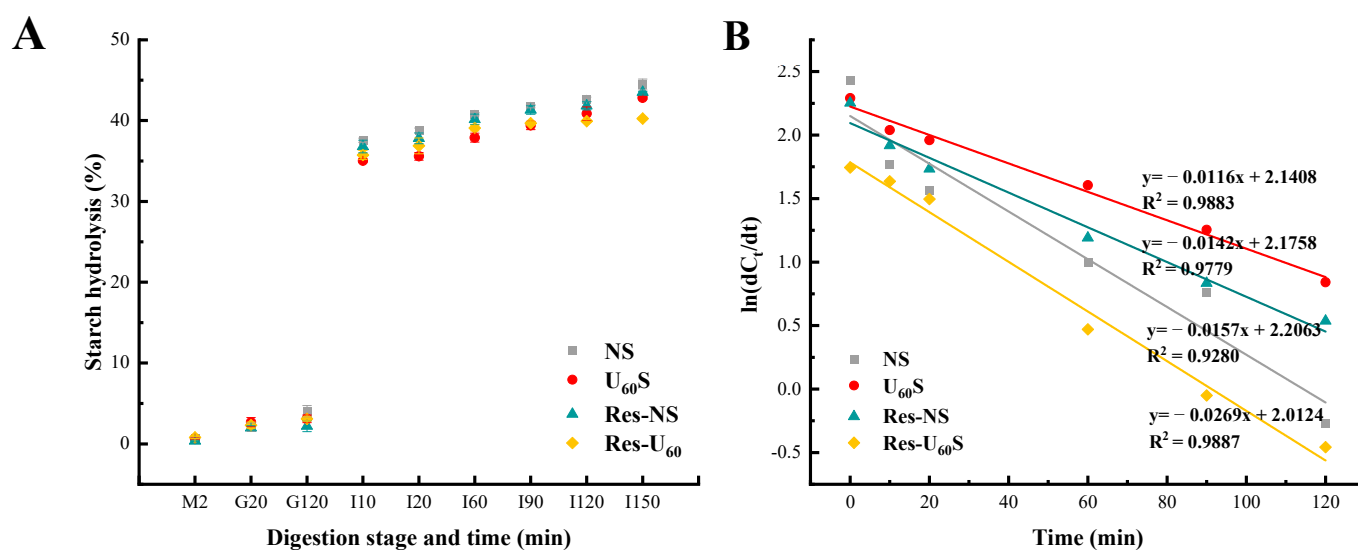 A
Starch hydrolysis (%)
50
40
30
20
10
0
M2 G20 G120 I10 I20 I60 I90 I120 I150
Digestion stage and time (min)
NS
U₆₀S
Res-NS
Res-U₆₀
B
ln(dCₜ/dt)
2.5
2.0
1.5
1.0
0.5
0.0
-0.5
0 20 40 60 80 100 120
Time (min)
y= − 0.0116x + 2.1408
R² = 0.9883
y= − 0.0142x + 2.1758
R² = 0.9779
y= − 0.0157x + 2.2063
R² = 0.9280
y= − 0.0269x + 2.0124
R² = 0.9887
NS
U₆₀S
Res-NS
Res-U₆₀S